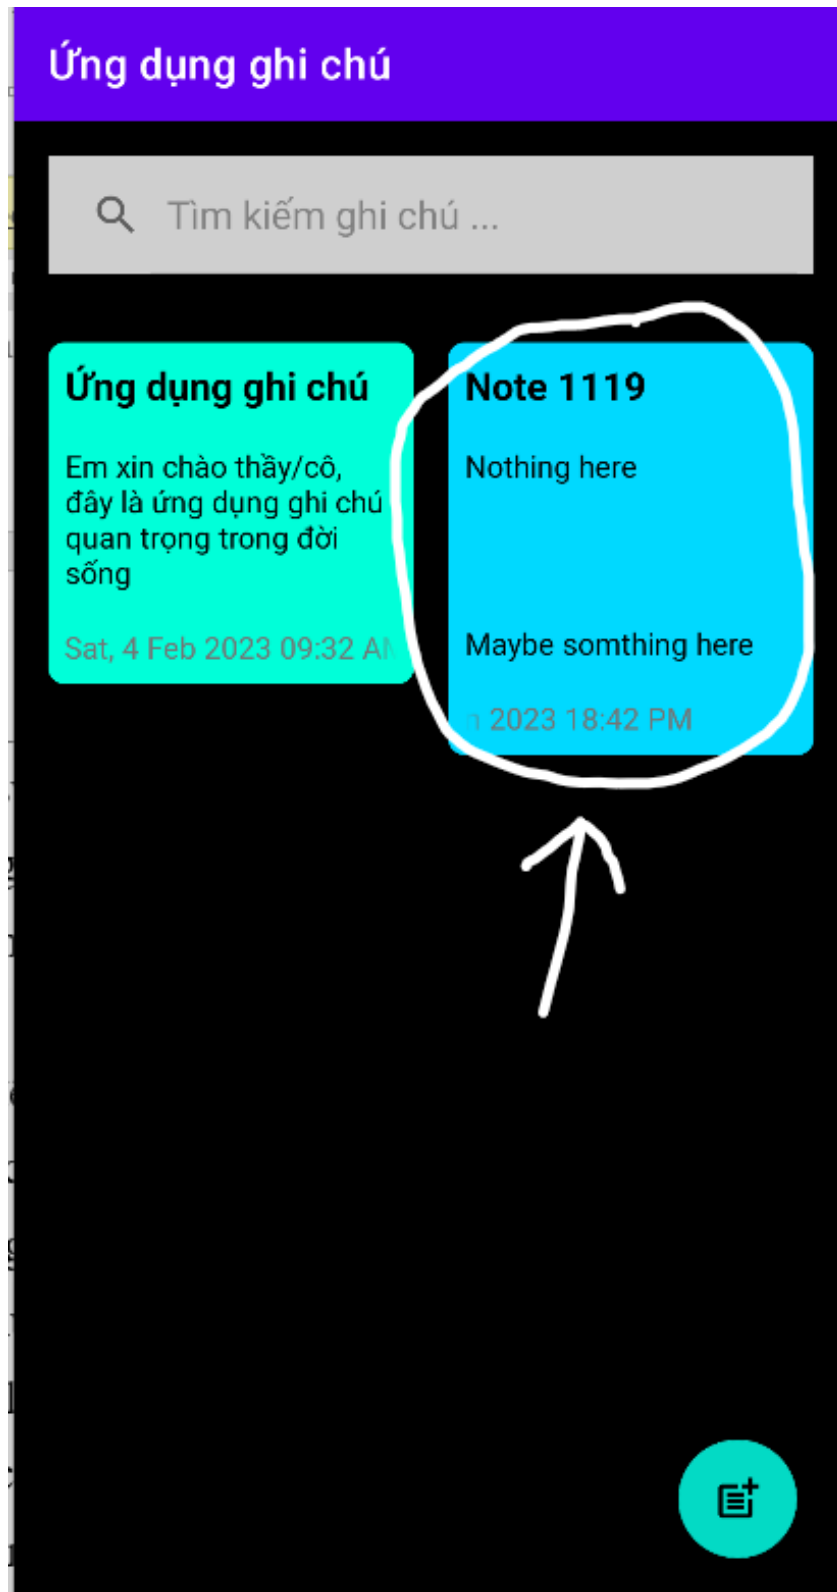 Ứng dụng ghi chú
Tìm kiếm ghi chú ...
Ứng dụng ghi chú
Em xin chào thầy/cô,
đây là ứng dụng ghi chú
quan trọng trong đời
sống
Sat, 4 Feb 2023 09:32
Note 1119
Nothing here
Maybe somthing here
2023 18:42 PM